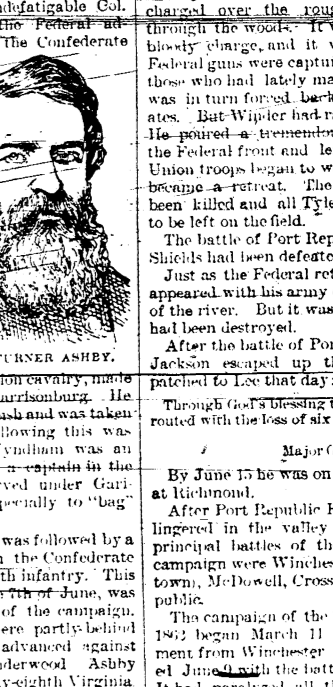 ndefatigable Col.
the Federal ad-
The Confederate
TURNER ASHBY.
ion cavalry, made
arrisonburg. He
ush and was taken
llowing this was
Wyndham was an
a captain in the
rved under Gari-
pecially to "bag"
was followed by a
n the Confederate
th infantry. This
7th of June, was
of the campaign.
ere partly behind
advanced against
nderwood Ashby
y-eighth Virginia
charged over the rou
through the woods. It w
bloody charge, and it w
Federal guns were captur
those who had lately ma
was in turn forced back
ates. But Winder had r
He poured a tremend
the Federal front and le
Union troops began to w
became a retreat. The
been killed and all Tyle
to be left on the field.
The battle of Port Rep
Shields had been defeate
Just as the Federal ret
appeared with his army
of the river. But it was
had been destroyed.
After the battle of Por
Jackson escaped up th
patched to Lee that day:
Through God's blessing t
routed with the loss of six
Major G
By June 15 he was on
at Richmond.
After Port Republic F
lingered in the valley
principal battles of th
campaign were Winches
town), McDowell, Cross
public.
The campaign of the
1862 began March 11
ment from Winchester
ed June 9 with the batt